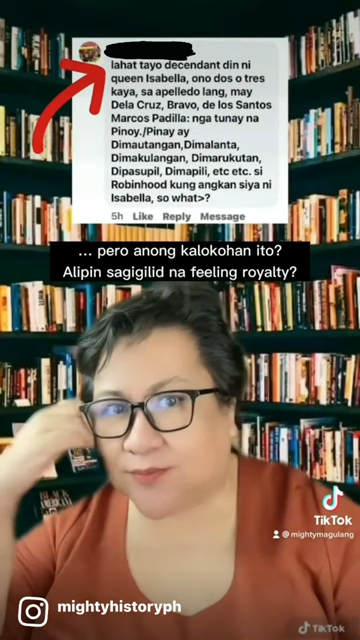 lahat tayo decendant din ni
queen Isabella, ono dos o tres
kaya, sa apelledo lang, may
Dela Cruz, Bravo, de los Santos
Marcos Padilla: nga tunay na
Pinoy./Pinay ay
Dimautangan,Dimalanta,
Dimakulangan, Dimarukutan,
Dipasupil, Dimapili, etc etc. si
Robinhood kung angkan siya ni
Isabella, so what>?
5h Like Reply Message
... pero anong kalokohan ito?
Alipin sagigilid na feeling royalty?
TikTok
@mightymagulang
mightyhistoryph
TikTok